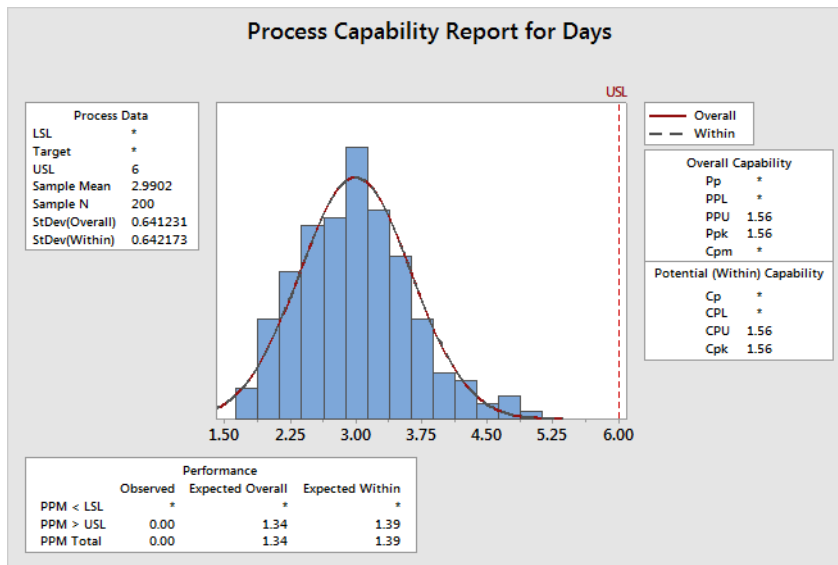 Process Capability Report for Days
USL
Process Data
LSL *
Target *
USL 6
Sample Mean 2.9902
Sample N 200
StDev(Overall) 0.641231
StDev(Within) 0.642173
Overall
Within
Overall Capability
Pp *
PPL *
PPU 1.56
Ppk 1.56
Cpm *
Potential (Within) Capability
Cp *
CPL *
CPU 1.56
Cpk 1.56
1.50 2.25 3.00 3.75 4.50 5.25 6.00
Performance
Observed Expected Overall Expected Within
PPM < LSL * * *
PPM > USL 0.00 1.34 1.39
PPM Total 0.00 1.34 1.39